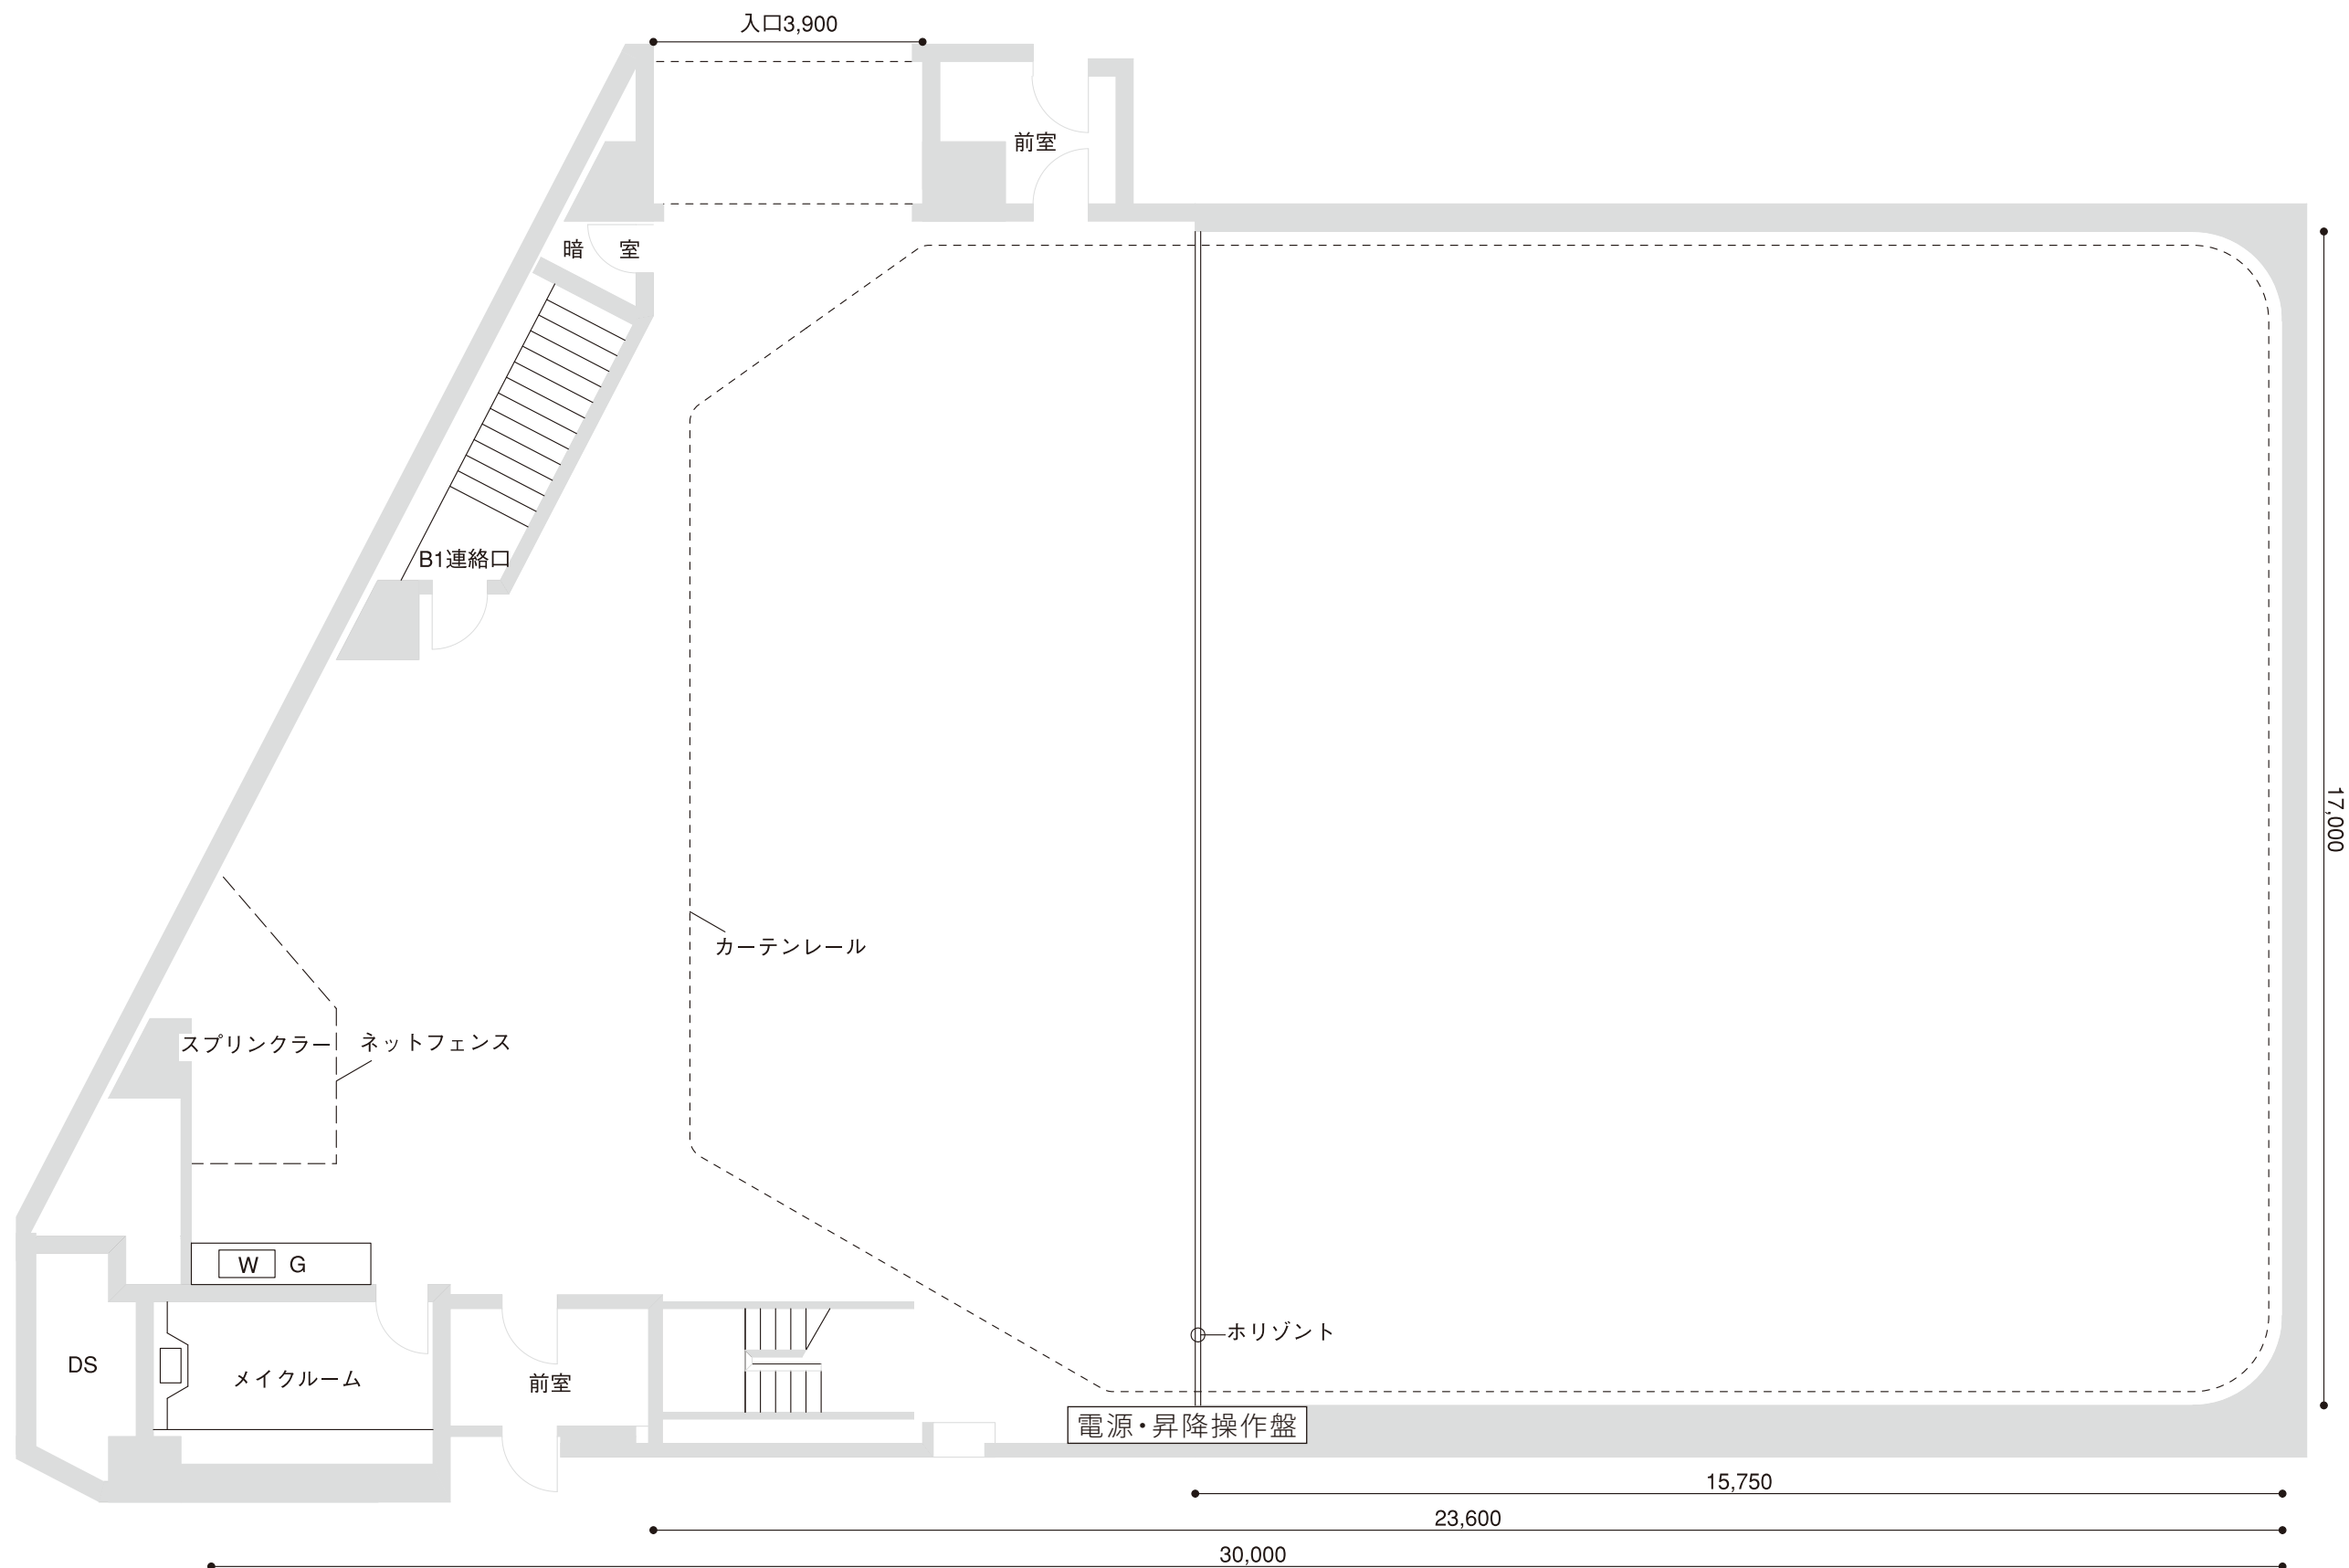 入口3,900
前室
暗 室
B1連絡口
17,000
カーテンレール
スプリンクラー
ネットフェンス
W G
ホリゾント
DS
メイクルーム
前室
電源・昇降操作盤
15,750
23,600
30,000